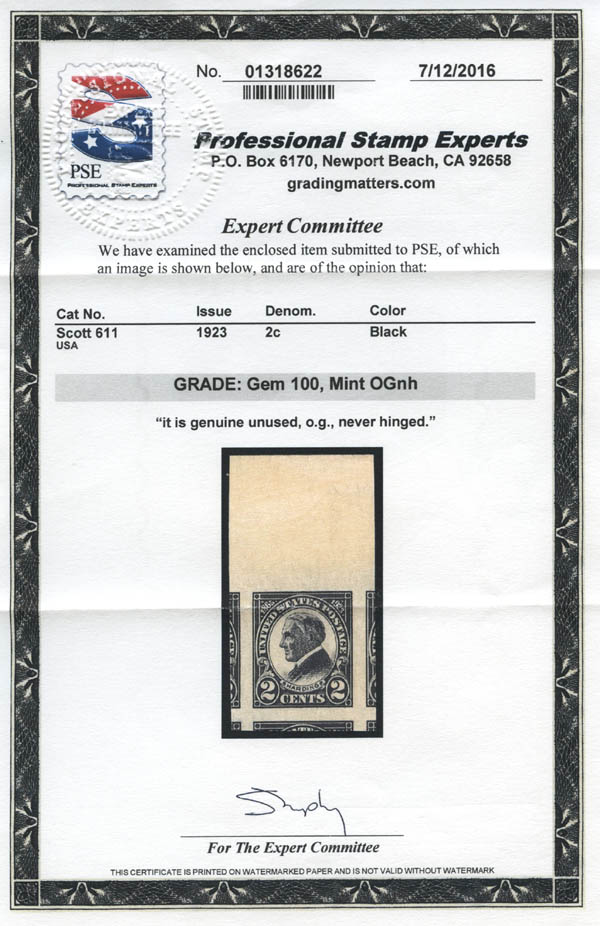 No. 01318622 7/12/2016
PSE
PROFESSIONAL STAMP EXPERTS
EXPERTS
Professional Stamp Experts
P.O. Box 6170, Newport Beach, CA 92658
gradingmatters.com
Expert Committee
We have examined the enclosed item submitted to PSE, of which
an image is shown below, and are of the opinion that:
Cat No. Issue Denom. Color
Scott 611 1923 2c Black
USA
GRADE: Gem 100, Mint OGnh
“it is genuine unused, o.g., never hinged.”
UNITED STATES POSTAGE
HARDING
2 CENTS 2
For The Expert Committee
THIS CERTIFICATE IS PRINTED ON WATERMARKED PAPER AND IS NOT VALID WITHOUT WATERMARK